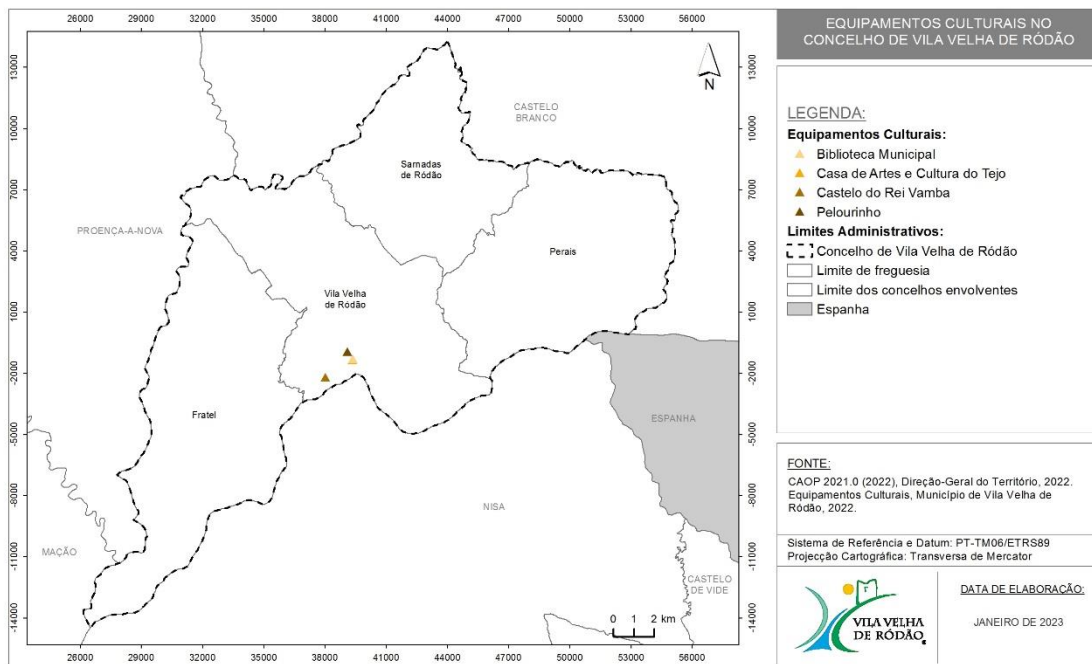 EQUIPAMENTOS CULTURAIS NO
CONCELHO DE VILA VELHA DE RÓDÃO
26000 29000 32000 35000 38000 41000 44000 47000 50000 53000 56000
13000
10000
7000
4000
1000
-2000
-5000
-8000
-11000
-14000
N
CASTELO
BRANCO
Sarnadas
de Ródão
PROENÇA-A-NOVA
Perais
Vila Velha
de Ródão
Fratel
ESPANHA
NISA
MAÇÃO
CASTELO
DE VIDE
0 1 2 km
13000
10000
7000
4000
1000
-2000
-5000
-8000
-11000
-14000
26000 29000 32000 35000 38000 41000 44000 47000 50000 53000 56000
LEGENDA:
Equipamentos Culturais:
Biblioteca Municipal
Casa de Artes e Cultura do Tejo
Castelo do Rei Vamba
Pelourinho
Limites Administrativos:
Concelho de Vila Velha de Ródão
Limite de freguesia
Limite dos concelhos envolventes
Espanha
FONTE:
CAOP 2021.0 (2022), Direção-Geral do Território, 2022.
Equipamentos Culturais, Município de Vila Velha de
Ródão, 2022.
Sistema de Referência e Datum: PT-TM06/ETRS89
Projecção Cartográfica: Transversa de Mercator
VILA VELHA
DE RÓDÃO
DATA DE ELABORAÇÃO:
JANEIRO DE 2023